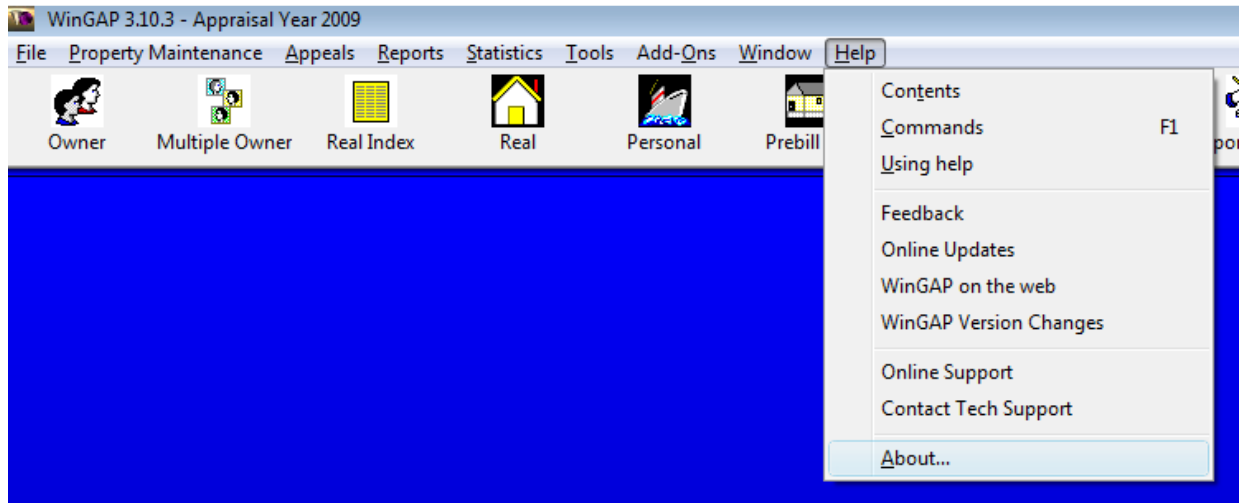 WinGAP 3.10.3 - Appraisal Year 2009
File Property Maintenance Appeals Reports Statistics Tools Add-Ons Window Help
Owner Multiple Owner Real Index Real Personal Prebill
Contents
Commands F1
Using help
Feedback
Online Updates
WinGAP on the web
WinGAP Version Changes
Online Support
Contact Tech Support
About...